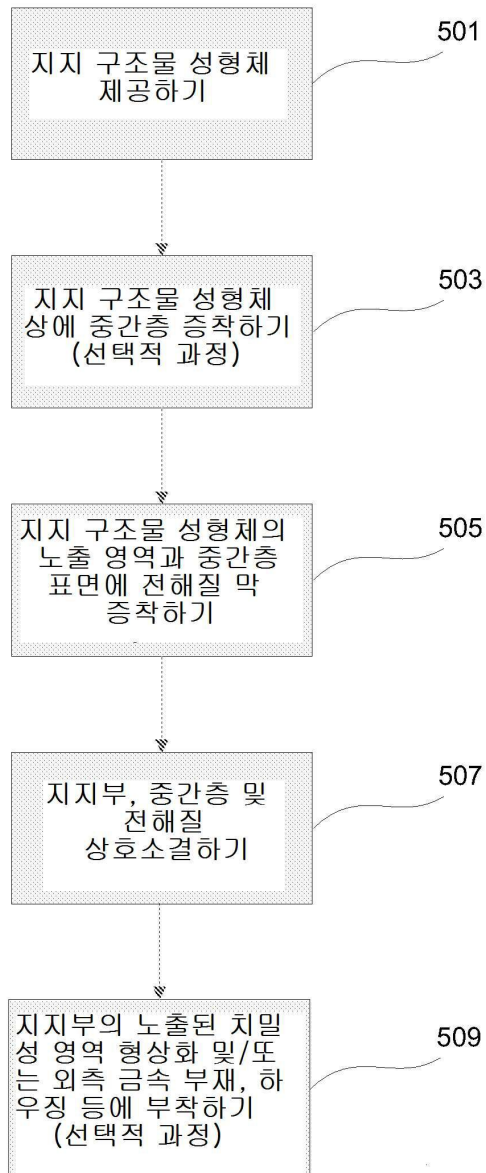 501
지지 구조물 성형체
제공하기
503
지지 구조물 성형체
상에 중간층 증착하기
(선택적 과정)
505
지지 구조물 성형체의
노출 영역과 중간층
표면에 전해질 막
증착하기
507
지지부, 중간층 및
전해질
상호소결하기
509
지지부의 노출된 치밀
성 영역 형상화 및/또
는 외측 금속 부재, 하
우징 등에 부착하기
(선택적 과정)